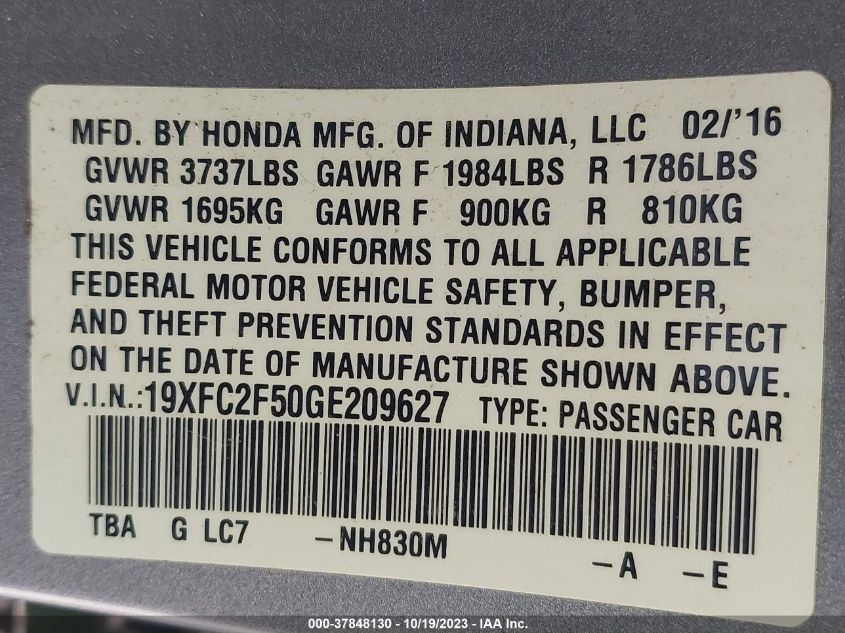 MFD. BY HONDA MFG. OF INDIANA, LLC 02/'16
GVWR 3737LBS GAWR F 1984LBS R 1786LBS
GVWR 1695KG GAWR F 900KG R 810KG
THIS VEHICLE CONFORMS TO ALL APPLICABLE
FEDERAL MOTOR VEHICLE SAFETY, BUMPER,
AND THEFT PREVENTION STANDARDS IN EFFECT
ON THE DATE OF MANUFACTURE SHOWN ABOVE.
V.I.N.:19XFC2F50GE209627 TYPE: PASSENGER CAR
TBA G LC7 -NH830M -A -E
000-37848130 - 10/19/2023 - IAA Inc.